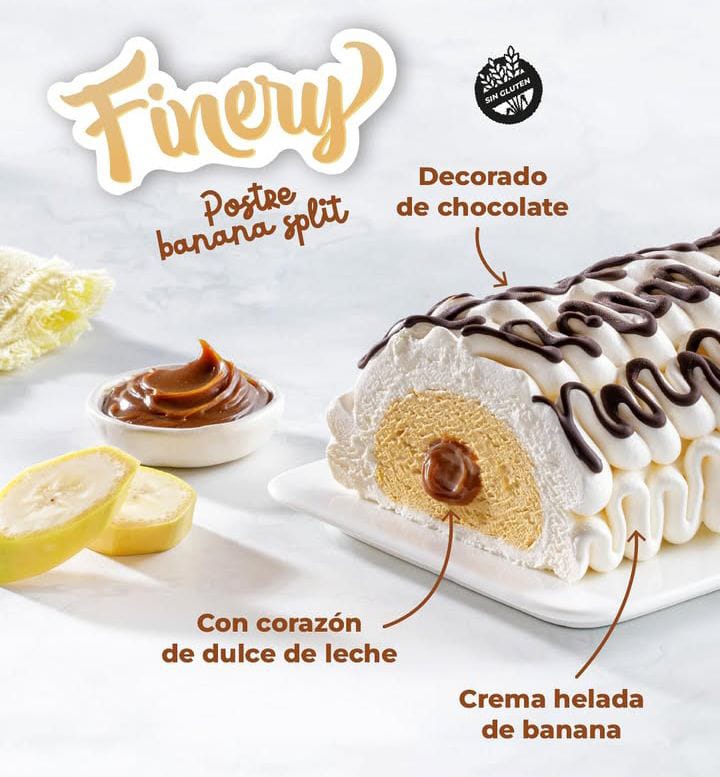 Finery
SIN GLUTEN
Postre
banana split
Decorado
de chocolate
Con corazón
de dulce de leche
Crema helada
de banana